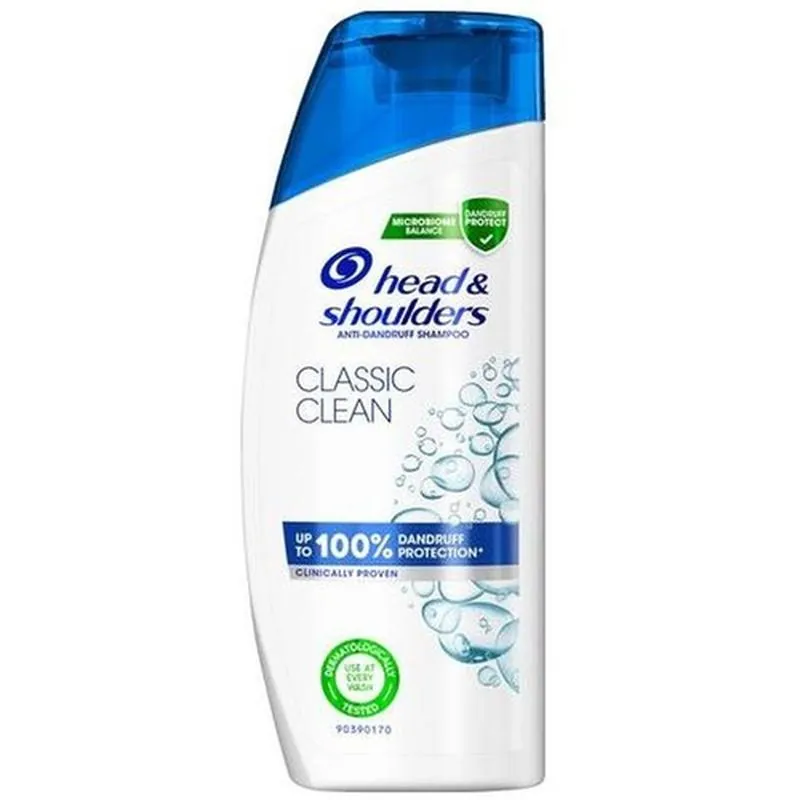 MICROBIOME
BALANCE
DANDRUFF
PROTECT
head &
shoulders
ANTI-DANDRUFF SHAMPOO
CLASSIC
CLEAN
UP
TO
100%
DANDRUFF
PROTECTION*
CLINICALLY PROVEN
DERMATOLOGICALLY
USE AT
EVERY
WASH
TESTED
90390170